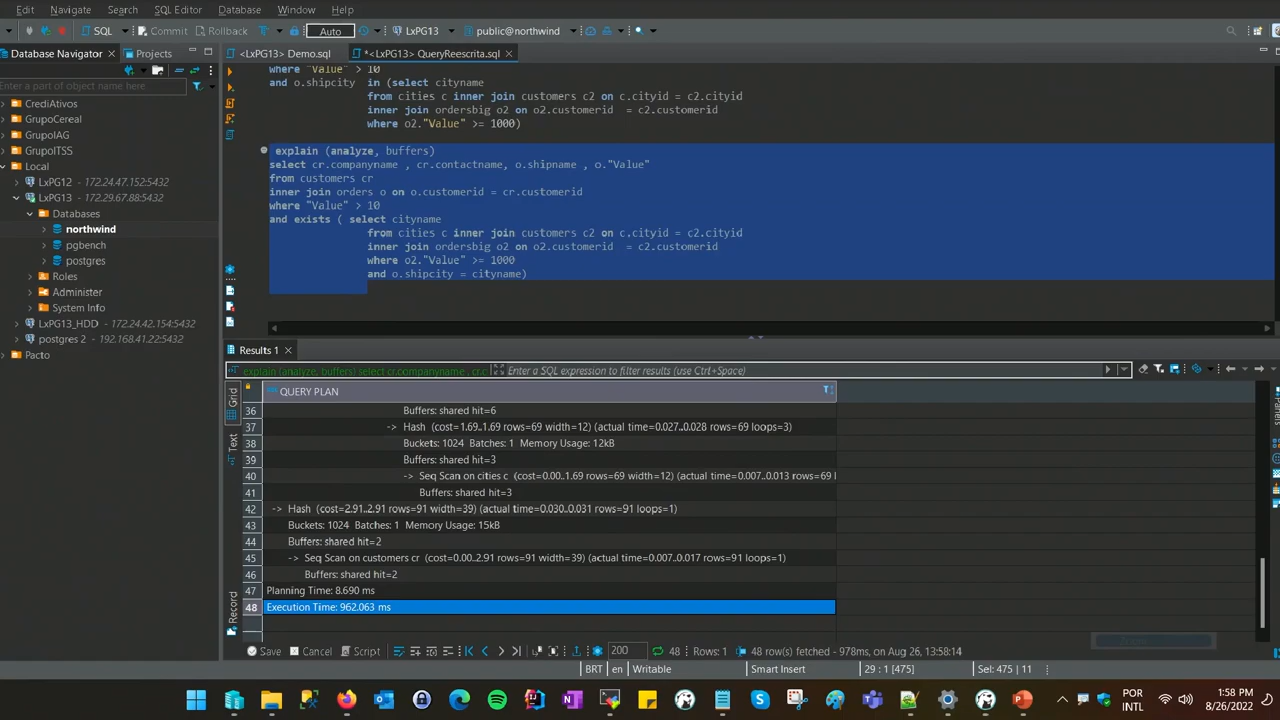 Edit Navigate Search Create SQL Editor Database Window Help
SQL Commit Rollback Auto LxPG13 public@northwind
Database Navigator Projects
<LxPG13> Demo.sql *<LxPG13> QueryReescrita.sql
Enter a part of object name here
CrediAtivos
GrupoCereal
GrupoIAG
GrupoITSS
Local
LxPG12 - 172.24.47.152:5432
LxPG13 - 172.29.67.88:5432
Databases
northwind
pgbench
postgres
Roles
Administer
System Info
LxPG13_HDD - 172.24.42.154:5432
postgres 2 - 192.168.41.22:5432
Pacto
where "Value" > 10
and o.shipcity in (select cityname
from cities c inner join customers c2 on c.cityid = c2.cityid
inner join ordersbig o2 on o2.customerid = c2.customerid
where o2."Value" >= 1000)
explain (analyze, buffers)
select cr.companyname , cr.contactname, o.shipname , o."Value"
from customers cr
inner join orders o on o.customerid = cr.customerid
where "Value" > 10
and exists ( select cityname
from cities c inner join customers c2 on c.cityid = c2.cityid
inner join ordersbig o2 on o2.customerid = c2.customerid
where o2."Value" >= 1000
and o.shipcity = cityname)
Results 1
explain (analyze, buffers) select cr.companyname , cr.c Enter a SQL expression to filter results (use Ctrl+Space)
Grid
Text
Record
QUERY PLAN
36 Buffers: shared hit=6
37 -> Hash (cost=1.69..1.69 rows=69 width=12) (actual time=0.027..0.028 rows=69 loops=3)
38 Buckets: 1024 Batches: 1 Memory Usage: 12kB
39 Buffers: shared hit=3
40 -> Seq Scan on cities c (cost=0.00..1.69 rows=69 width=12) (actual time=0.007..0.013 rows=69 l
41 Buffers: shared hit=3
42 -> Hash (cost=2.91..2.91 rows=91 width=39) (actual time=0.030..0.031 rows=91 loops=1)
43 Buckets: 1024 Batches: 1 Memory Usage: 15kB
44 Buffers: shared hit=2
45 -> Seq Scan on customers cr (cost=0.00..2.91 rows=91 width=39) (actual time=0.007..0.017 rows=91 loops=1)
46 Buffers: shared hit=2
47 Planning Time: 8.690 ms
48 Execution Time: 962.063 ms
Save Cancel Script 200 48 Rows: 1 48 row(s) fetched - 978ms, on Aug 26, 13:58:14
BRT en Writable Smart Insert 29 : 1 [475] Sel: 475 | 11
POR
INTL
1:58 PM
8/26/2022